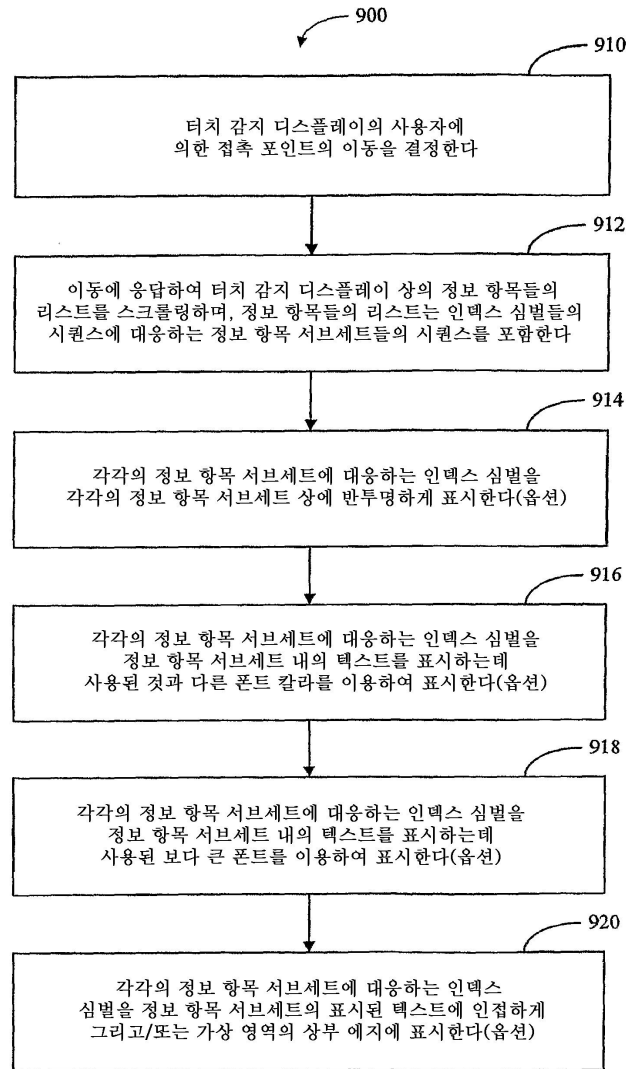 900
910
터치 감지 디스플레이의 사용자에
의한 접촉 포인트의 이동을 결정한다
912
이동에 응답하여 터치 감지 디스플레이 상의 정보 항목들의
리스트를 스크롤링하며, 정보 항목들의 리스트는 인덱스 심벌들의
시퀀스에 대응하는 정보 항목 서브세트들의 시퀀스를 포함한다
914
각각의 정보 항목 서브세트에 대응하는 인덱스 심벌을
각각의 정보 항목 서브세트 상에 반투명하게 표시한다(옵션)
916
각각의 정보 항목 서브세트에 대응하는 인덱스 심벌을
정보 항목 서브세트 내의 텍스트를 표시하는데
사용된 것과 다른 폰트 칼라를 이용하여 표시한다(옵션)
918
각각의 정보 항목 서브세트에 대응하는 인덱스 심벌을
정보 항목 서브세트 내의 텍스트를 표시하는데
사용된 보다 큰 폰트를 이용하여 표시한다(옵션)
920
각각의 정보 항목 서브세트에 대응하는 인덱스
심벌을 정보 항목 서브세트의 표시된 텍스트에 인접하게
그리고/또는 가상 영역의 상부 에지에 표시한다(옵션)